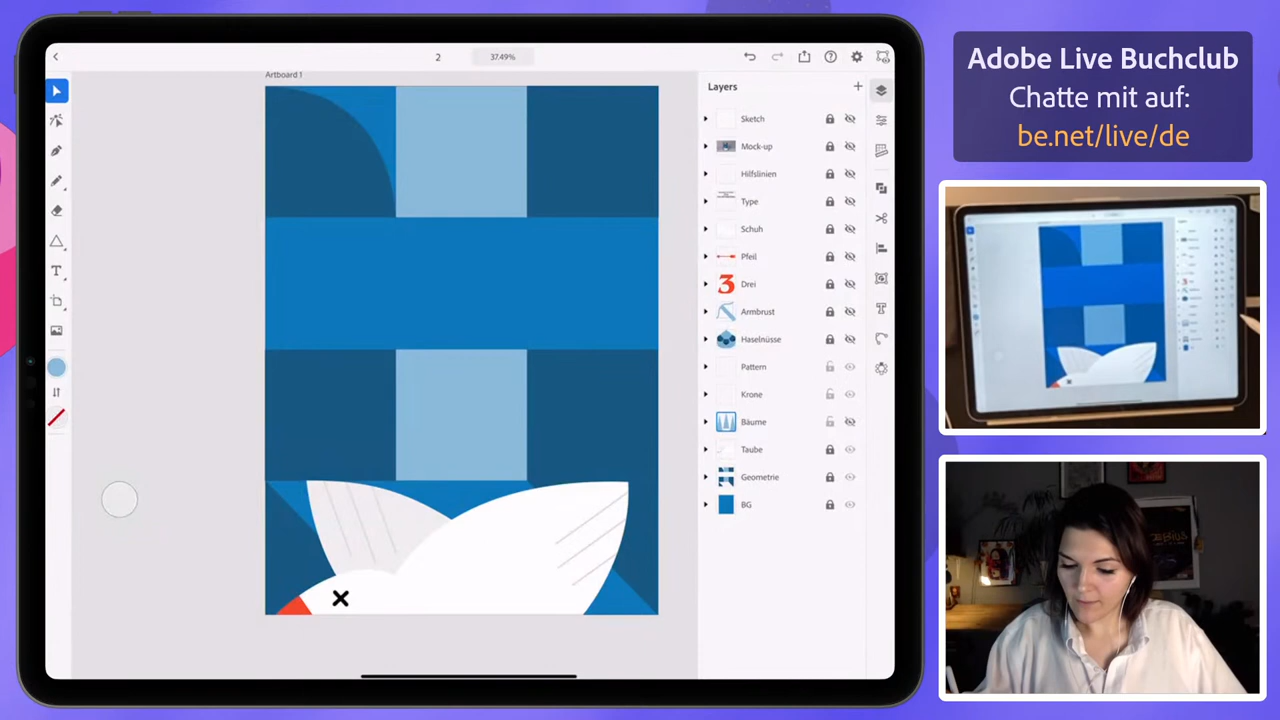 2
37.49%
Artboard 1
Layers
Sketch
Mock-up
Hilfslinien
Type
Schuh
Pfeil
3 Drei
Armbrust
Haselnüsse
Pattern
Krone
Bäume
Taube
Geometrie
BG
T
Adobe Live Buchclub
Chatte mit auf:
be.net/live/de